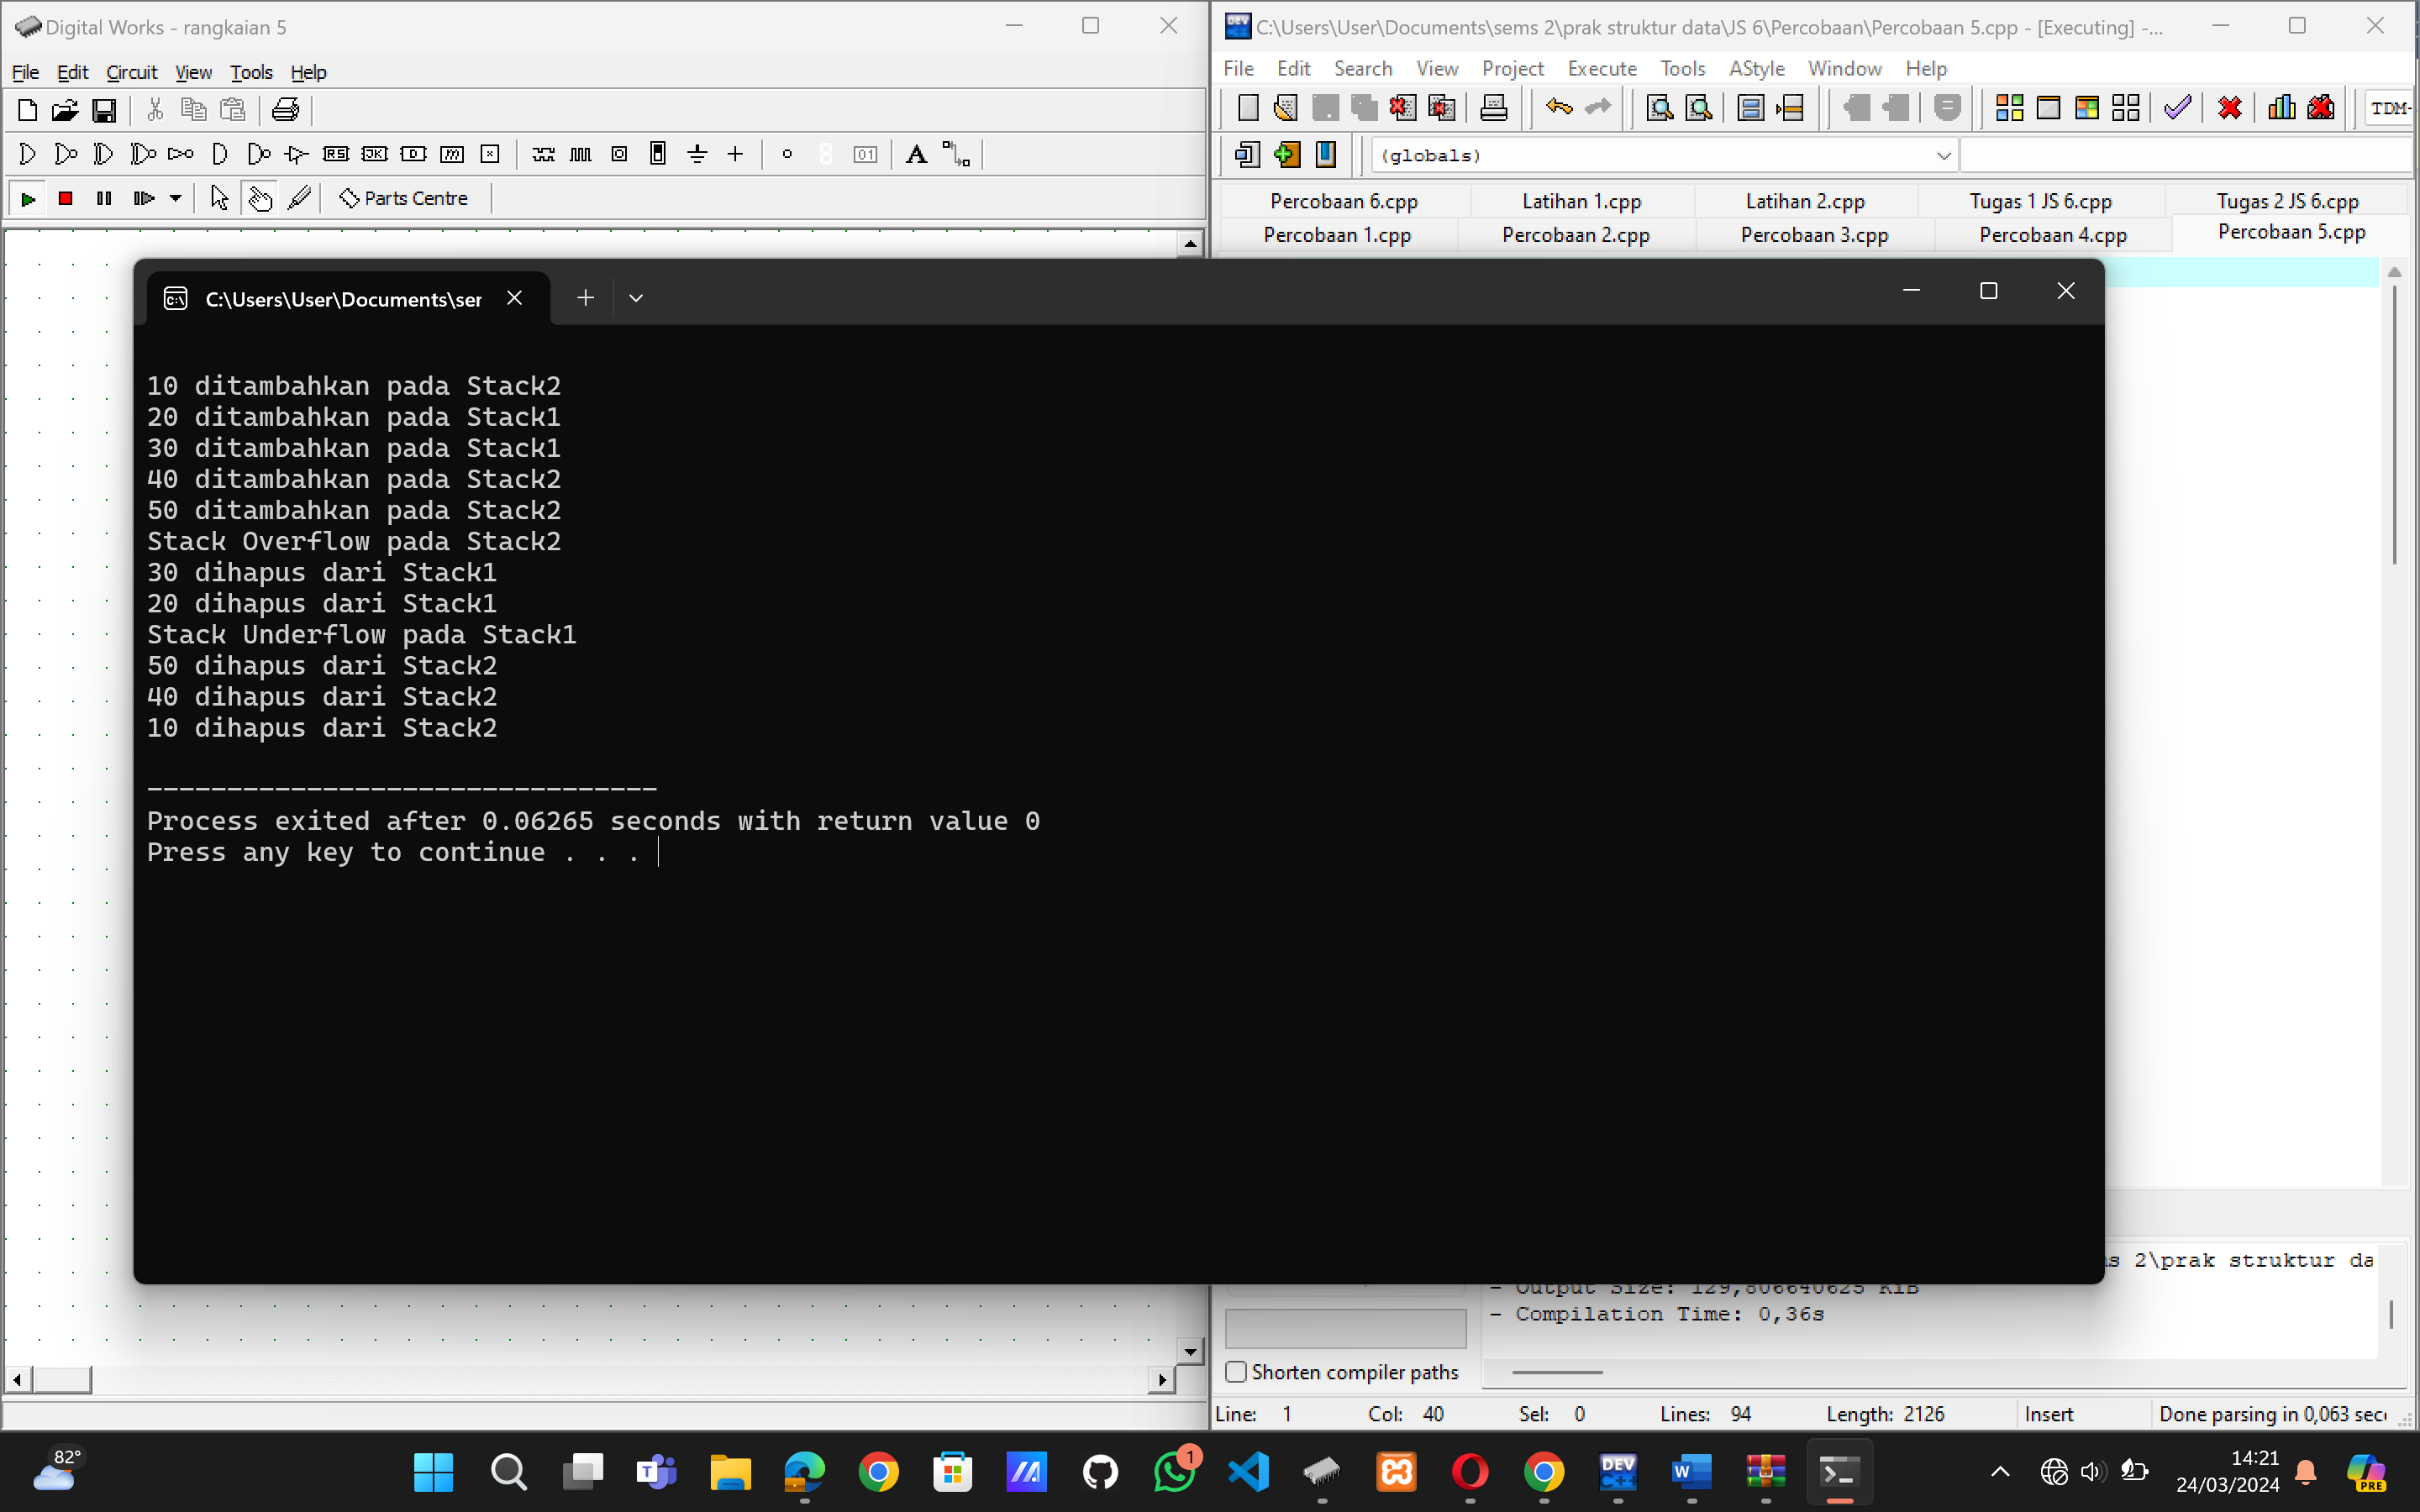 Digital Works - rangkaian 5
File Edit Circuit View Tools Help
RS JK D m x 01 A
Parts Centre
C:\Users\User\Documents\sems 2\prak struktur data\JS 6\Percobaan\Percobaan 5.cpp - [Executing] -...
File Edit Search View Project Execute Tools AStyle Window Help
TDM-
(globals)
Percobaan 6.cpp Latihan 1.cpp Latihan 2.cpp Tugas 1 JS 6.cpp Tugas 2 JS 6.cpp
Percobaan 1.cpp Percobaan 2.cpp Percobaan 3.cpp Percobaan 4.cpp Percobaan 5.cpp
C:\Users\User\Documents\ser
10 ditambahkan pada Stack2
20 ditambahkan pada Stack1
30 ditambahkan pada Stack1
40 ditambahkan pada Stack2
50 ditambahkan pada Stack2
Stack Overflow pada Stack2
30 dihapus dari Stack1
20 dihapus dari Stack1
Stack Underflow pada Stack1
50 dihapus dari Stack2
40 dihapus dari Stack2
10 dihapus dari Stack2
--------------------------------
Process exited after 0.06265 seconds with return value 0
Press any key to continue . . .
s 2\prak struktur da
- Output Size: 129,806640625 KiB
- Compilation Time: 0,36s
Shorten compiler paths
Line: 1 Col: 40 Sel: 0 Lines: 94 Length: 2126 Insert Done parsing in 0,063 sec
82°
1
DEV C++
W
14:21
24/03/2024
PRE